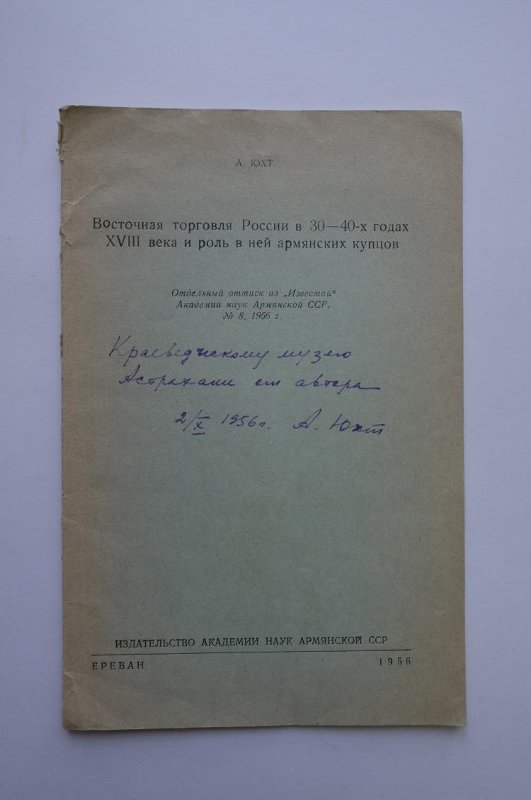 А. ЮХТ
Восточная торговля России в 30—40-х годах
XVIII века и роль в ней армянских купцов
Отдельный оттиск из „Известий“
Академии наук Армянской ССР.
№ 8, 1956 г.
Краеведческому музею
Астрахани от автора
2/X 1956г. А. Юхт
ИЗДАТЕЛЬСТВО АКАДЕМИИ НАУК АРМЯНСКОЙ ССР
ЕРЕВАН 1956